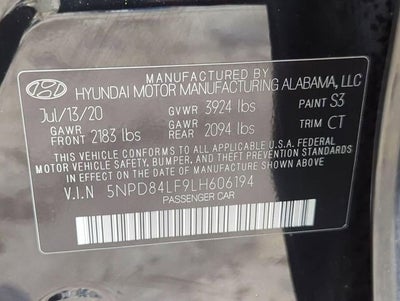 MANUFACTURED BY
HYUNDAI MOTOR MANUFACTURING ALABAMA, LLC
Jul/13/20 GVWR 3924 lbs PAINT S3
GAWR FRONT 2183 lbs GAWR REAR 2094 lbs TRIM CT
THIS VEHICLE CONFORMS TO ALL APPLICABLE FEDERAL
MOTOR VEHICLE SAFETY, BUMPER, AND THEFT PREVENTION STANDARDS
IN EFFECT ON THE DATE OF MANUFACTURE SHOWN ABOVE.
V.I.N 5NPD84LF9LH606194
PASSENGER CAR